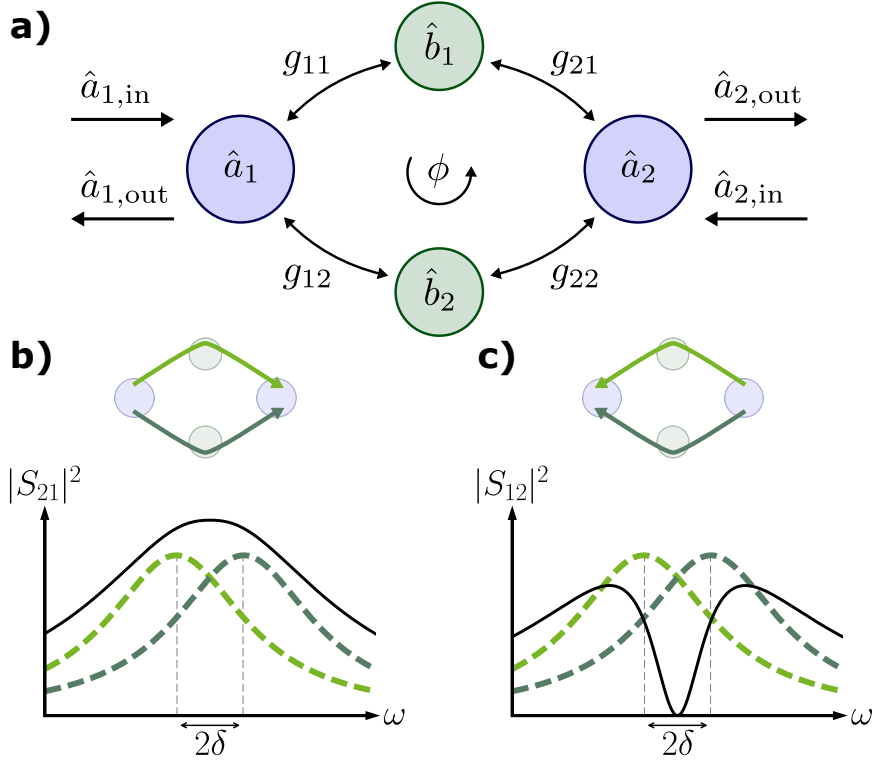 a)
b̂₁
g₁₁ g₂₁
â₁,in â₂,out
â₁ ϕ â₂
â₁,out â₂,in
g₁₂ g₂₂
b̂₂
b) c)
|S₂₁|² |S₁₂|²
ω ω
2δ 2δ